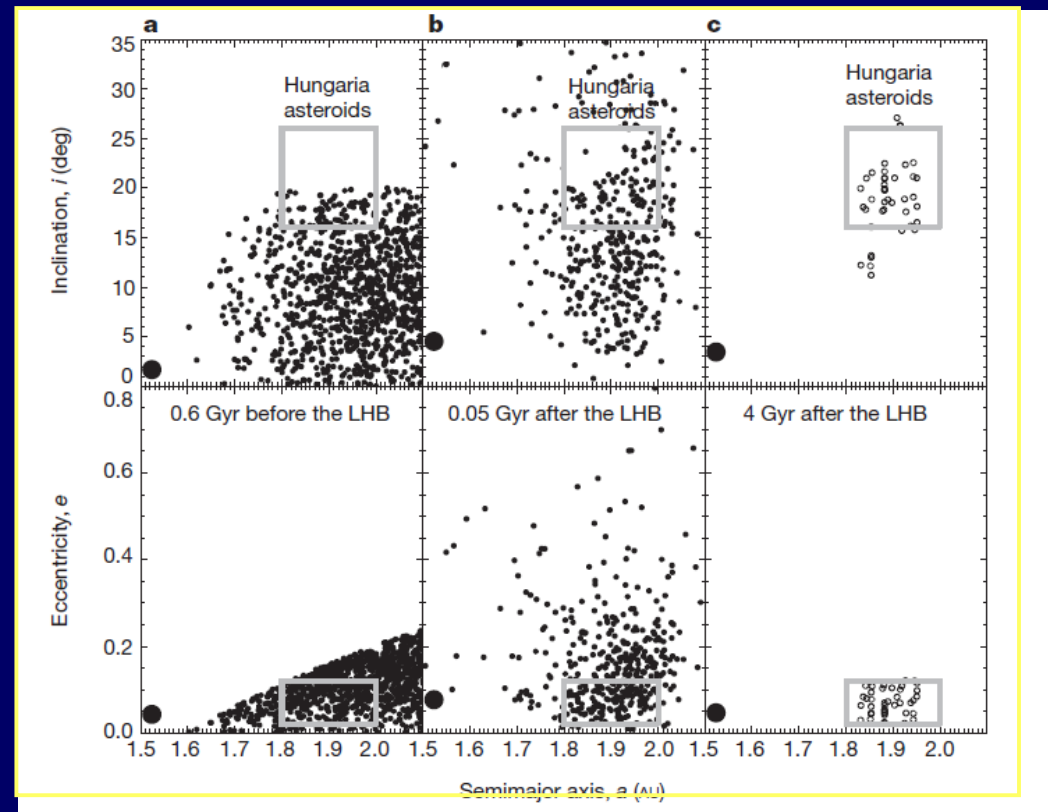 a b c
35
30
25
20
15
10
5
0
Inclination, i (deg)
Hungaria
asteroids
Hungaria
asteroids
Hungaria
asteroids
0.8
0.6
0.4
0.2
0.0
Eccentricity, e
0.6 Gyr before the LHB
0.05 Gyr after the LHB
4 Gyr after the LHB
1.5 1.6 1.7 1.8 1.9 2.0 1.5 1.6 1.7 1.8 1.9 2.0 1.5 1.6 1.7 1.8 1.9 2.0
Semimajor axis, a (AU)